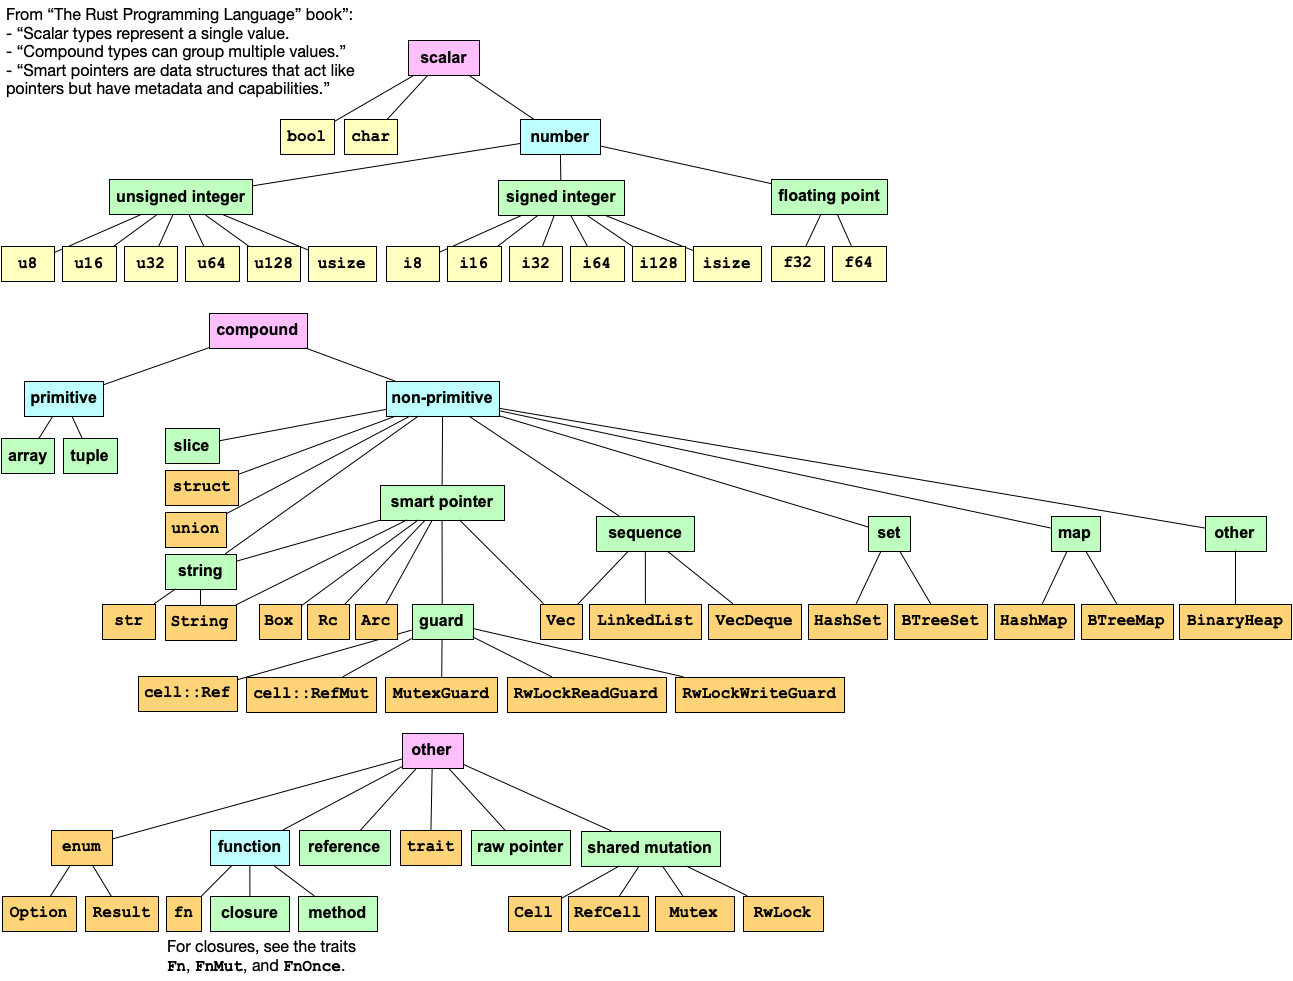 From “The Rust Programming Language” book”:
- “Scalar types represent a single value.
- “Compound types can group multiple values.”
- “Smart pointers are data structures that act like
pointers but have metadata and capabilities.”
scalar
bool char number
unsigned integer signed integer floating point
u8 u16 u32 u64 u128 usize i8 i16 i32 i64 i128 isize f32 f64
compound
primitive non-primitive
array tuple slice
struct
smart pointer
union sequence set map other
string
str String Box Rc Arc guard Vec LinkedList VecDeque HashSet BTreeSet HashMap BTreeMap BinaryHeap
cell::Ref cell::RefMut MutexGuard RwLockReadGuard RwLockWriteGuard
other
enum function reference trait raw pointer shared mutation
Option Result fn closure method Cell RefCell Mutex RwLock
For closures, see the traits
Fn, FnMut, and FnOnce.